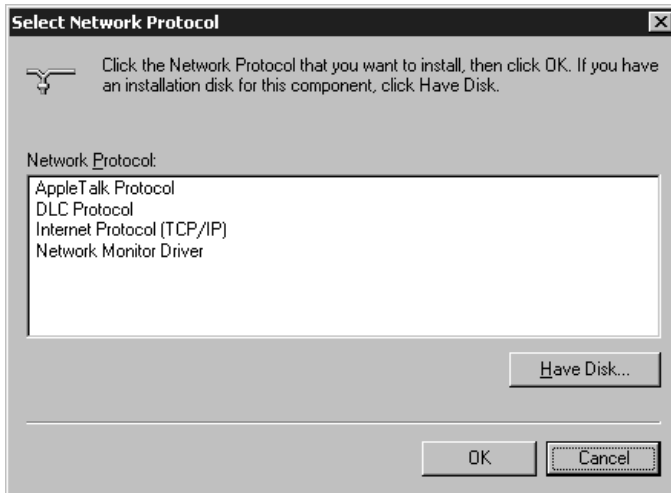 Select Network Protocol
Click the Network Protocol that you want to install, then click OK. If you have
an installation disk for this component, click Have Disk.
Network Protocol:
AppleTalk Protocol
DLC Protocol
Internet Protocol (TCP/IP)
Network Monitor Driver
Have Disk...
OK
Cancel